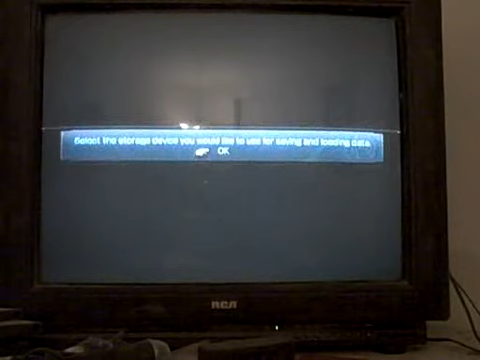 Select the storage device you would like to use for saving and loading data.
OK
RCA